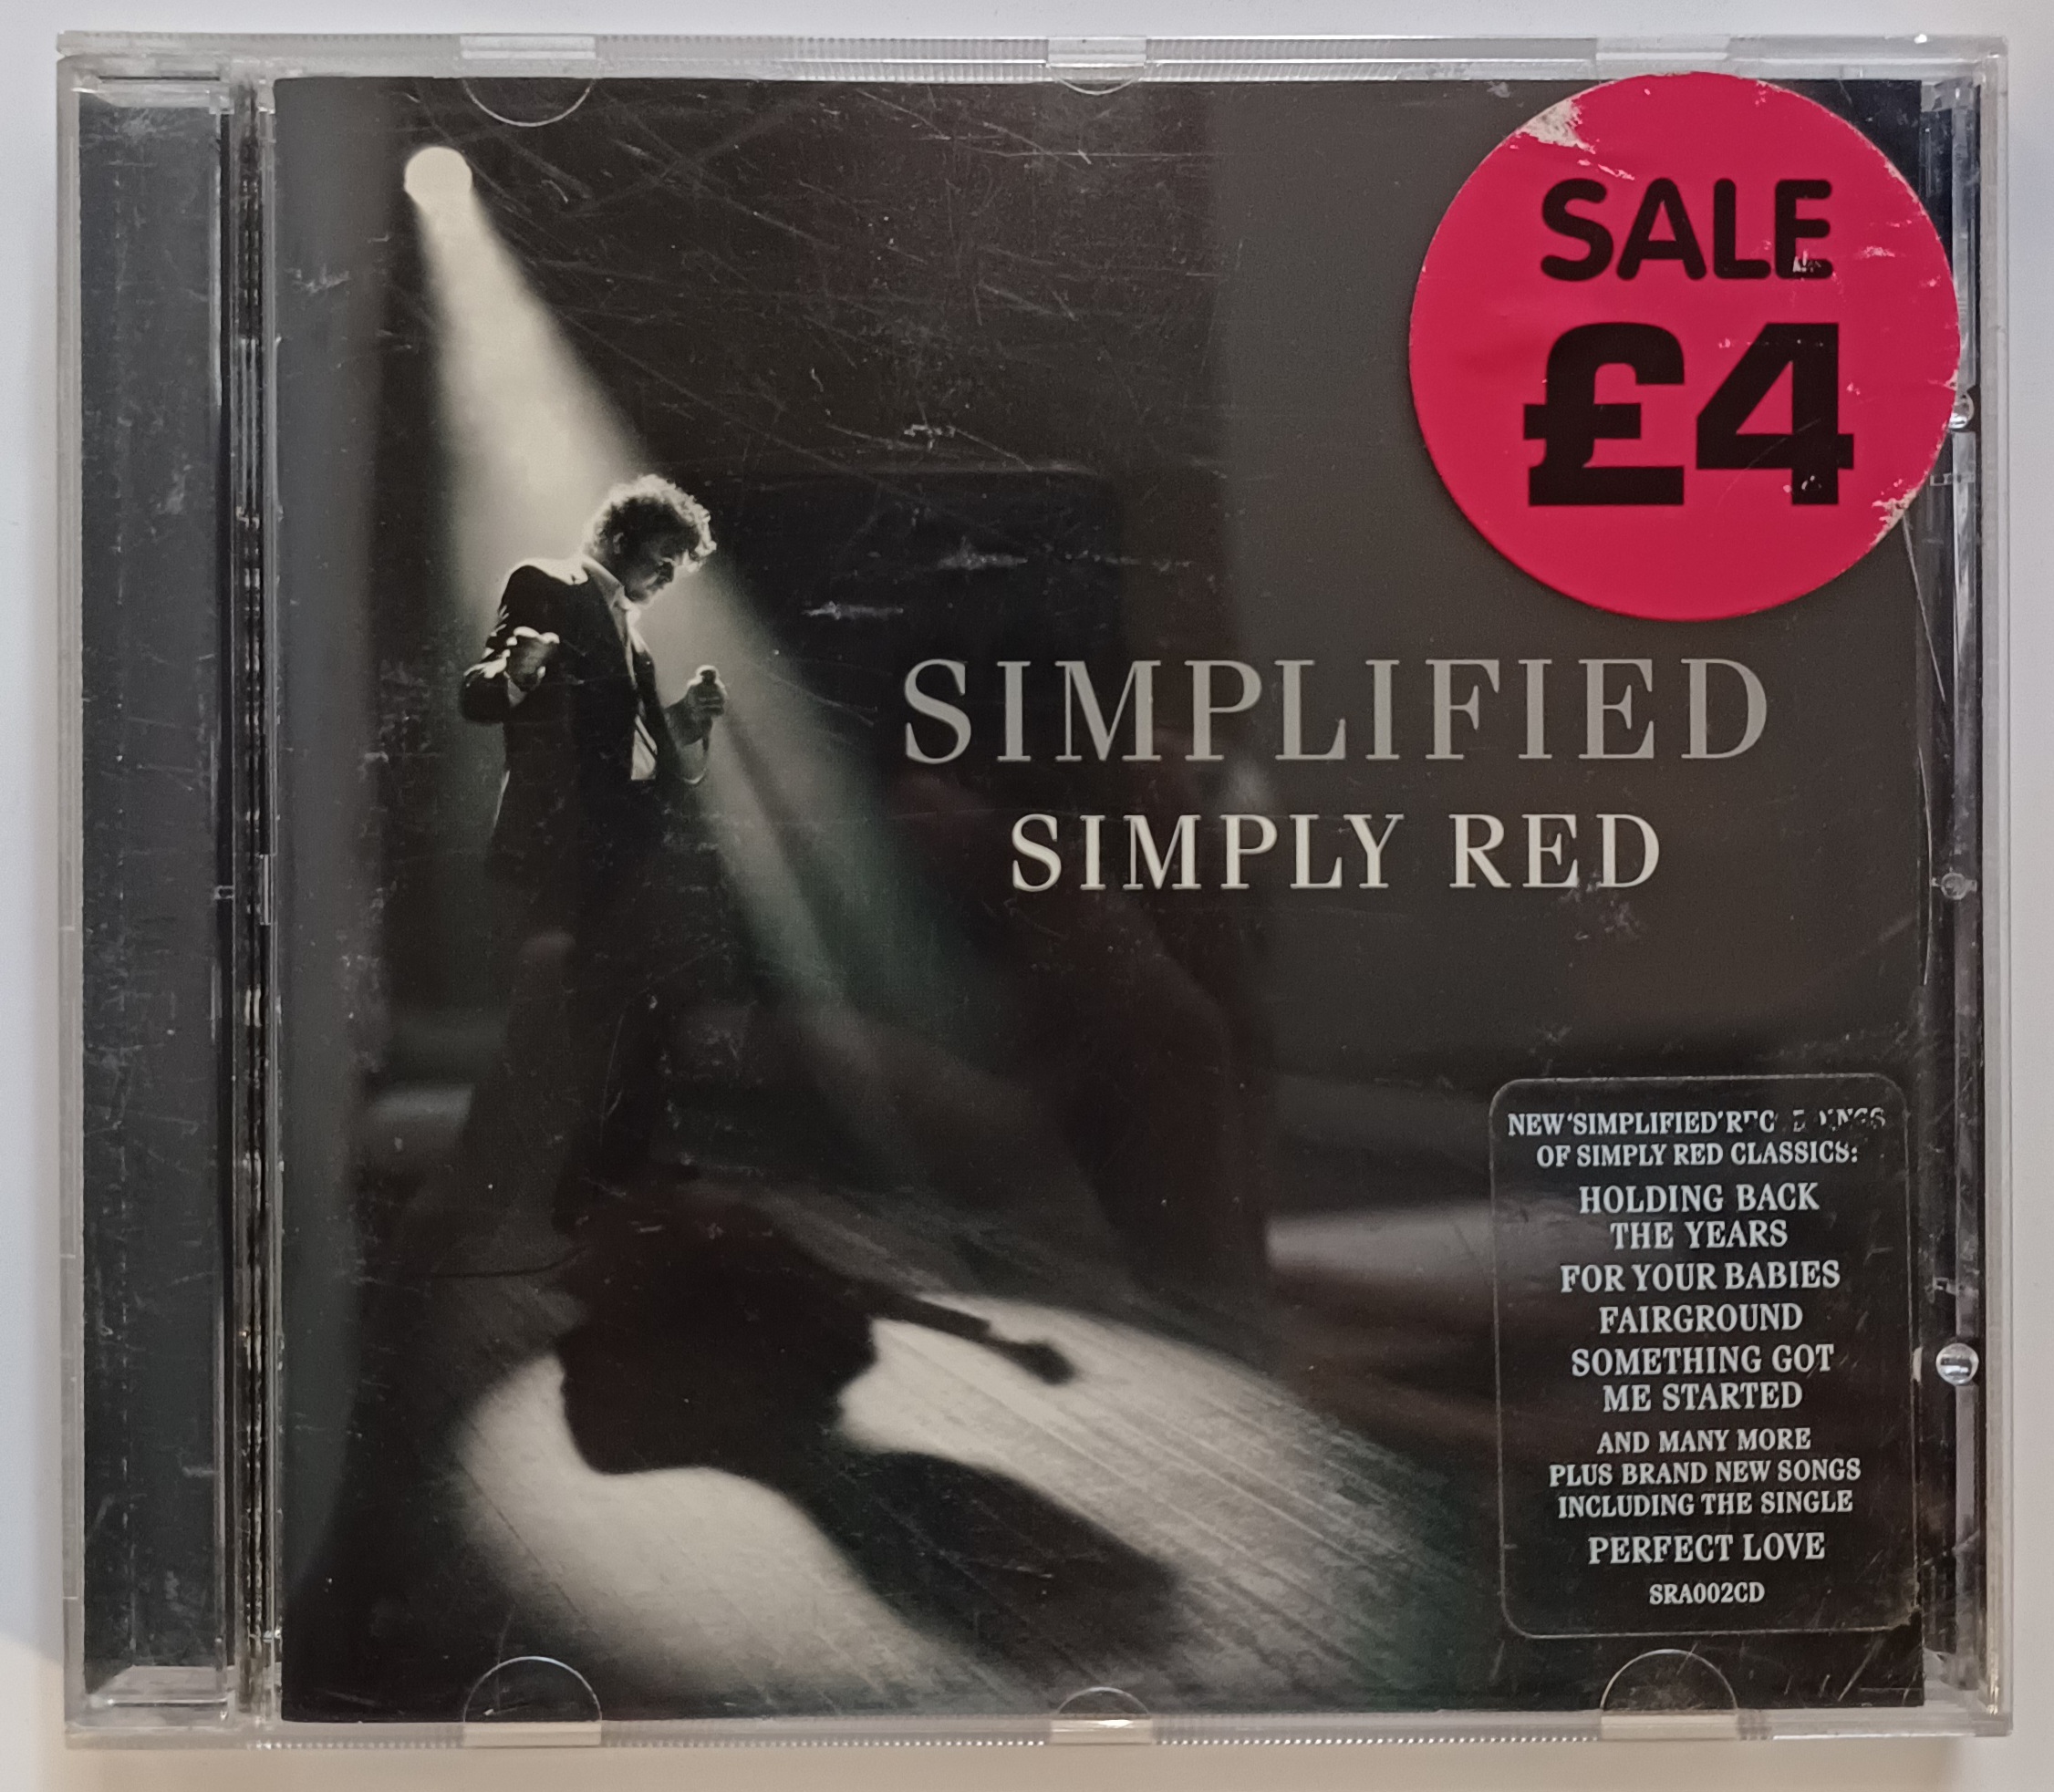 SALE
£4
SIMPLIFIED
SIMPLY RED
NEW 'SIMPLIFIED'
OF SIMPLY RED CLASSICS:
HOLDING BACK
THE YEARS
FOR YOUR BABIES
FAIRGROUND
SOMETHING GOT
ME STARTED
AND MANY MORE
PLUS BRAND NEW SONGS
INCLUDING THE SINGLE
PERFECT LOVE
SRA002CD